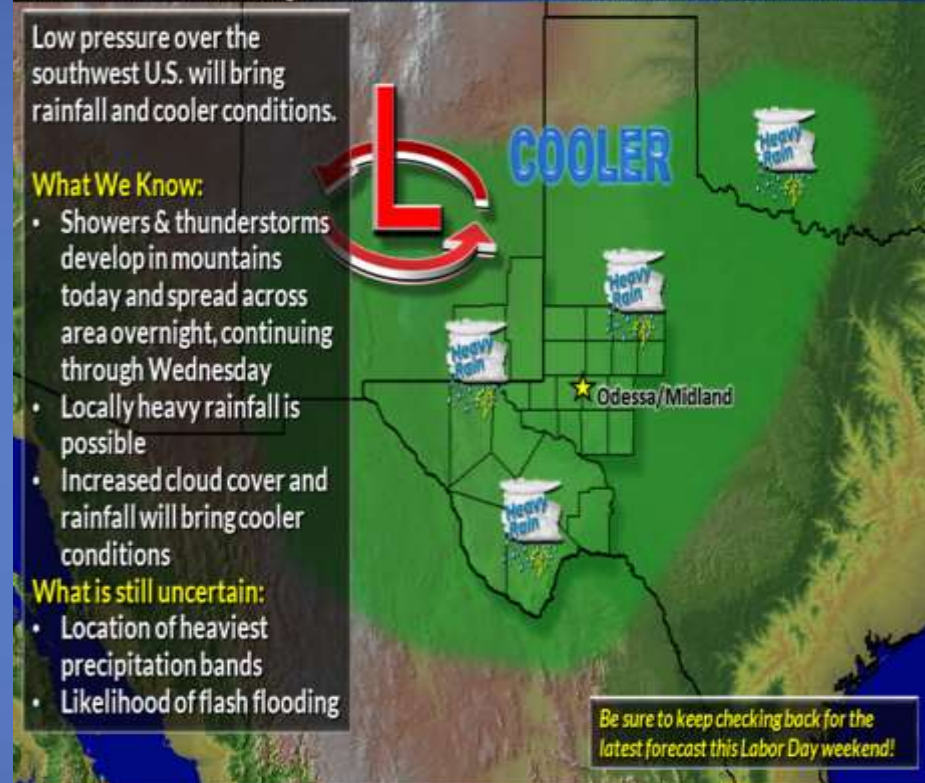 Low pressure over the
southwest U.S. will bring
rainfall and cooler conditions.
What We Know:
• Showers & thunderstorms
develop in mountains
today and spread across
area overnight, continuing
through Wednesday
• Locally heavy rainfall is
possible
• Increased cloud cover and
rainfall will bring cooler
conditions
What is still uncertain:
• Location of heaviest
precipitation bands
• Likelihood of flash flooding
L
COOLER
Heavy
Rain
Heavy
Rain
Heavy
Rain
Odessa/Midland
Heavy
Rain
Be sure to keep checking back for the
latest forecast this Labor Day weekend!